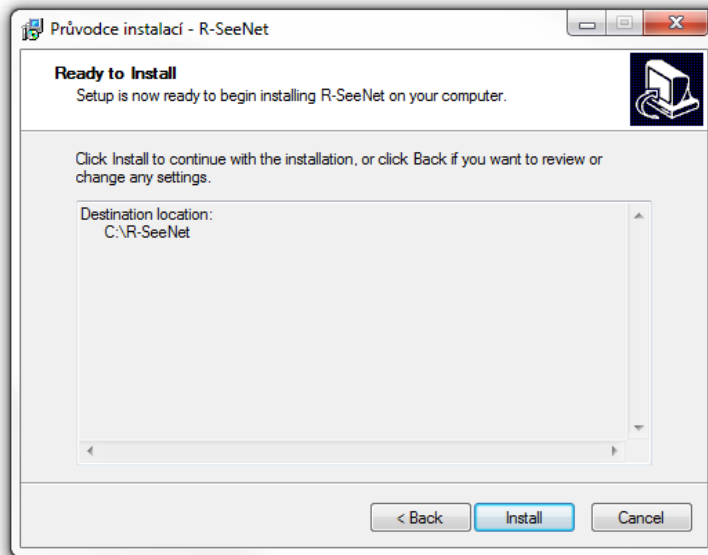 Průvodce instalací - R-SeeNet
Ready to Install
Setup is now ready to begin installing R-SeeNet on your computer.
Click Install to continue with the installation, or click Back if you want to review or
change any settings.
Destination location:
C:\R-SeeNet
< Back
Install
Cancel